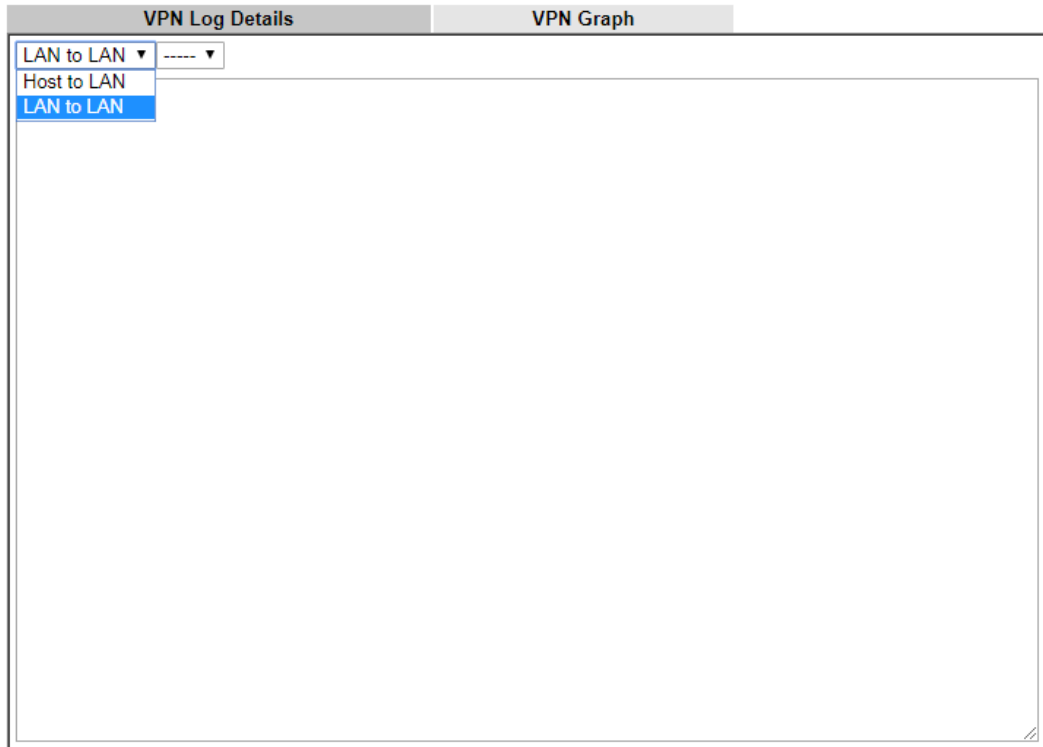 VPN Log Details VPN Graph
LAN to LAN -----
Host to LAN
LAN to LAN